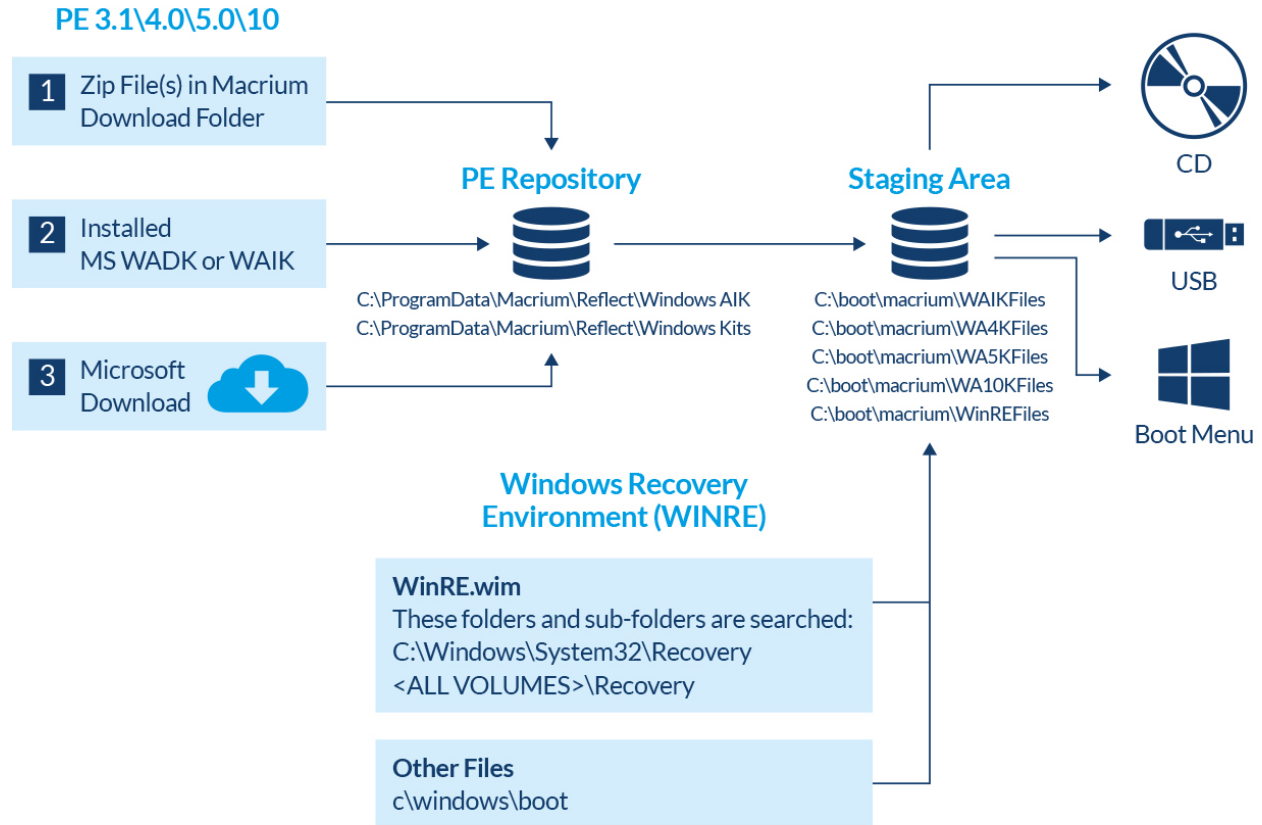 PE 3.1\4.0\5.0\10
1 Zip File(s) in Macrium
Download Folder
2 Installed
MS WADK or WAIK
3 Microsoft
Download
PE Repository
C:\ProgramData\Macrium\Reflect\Windows AIK
C:\ProgramData\Macrium\Reflect\Windows Kits
Staging Area
C:\boot\macrium\WAIKFiles
C:\boot\macrium\WA4KFiles
C:\boot\macrium\WA5KFiles
C:\boot\macrium\WA10KFiles
C:\boot\macrium\WinREFiles
CD
USB
Boot Menu
Windows Recovery
Environment (WINRE)
WinRE.wim
These folders and sub-folders are searched:
C:\Windows\System32\Recovery
<ALL VOLUMES>\Recovery
Other Files
c\windows\boot